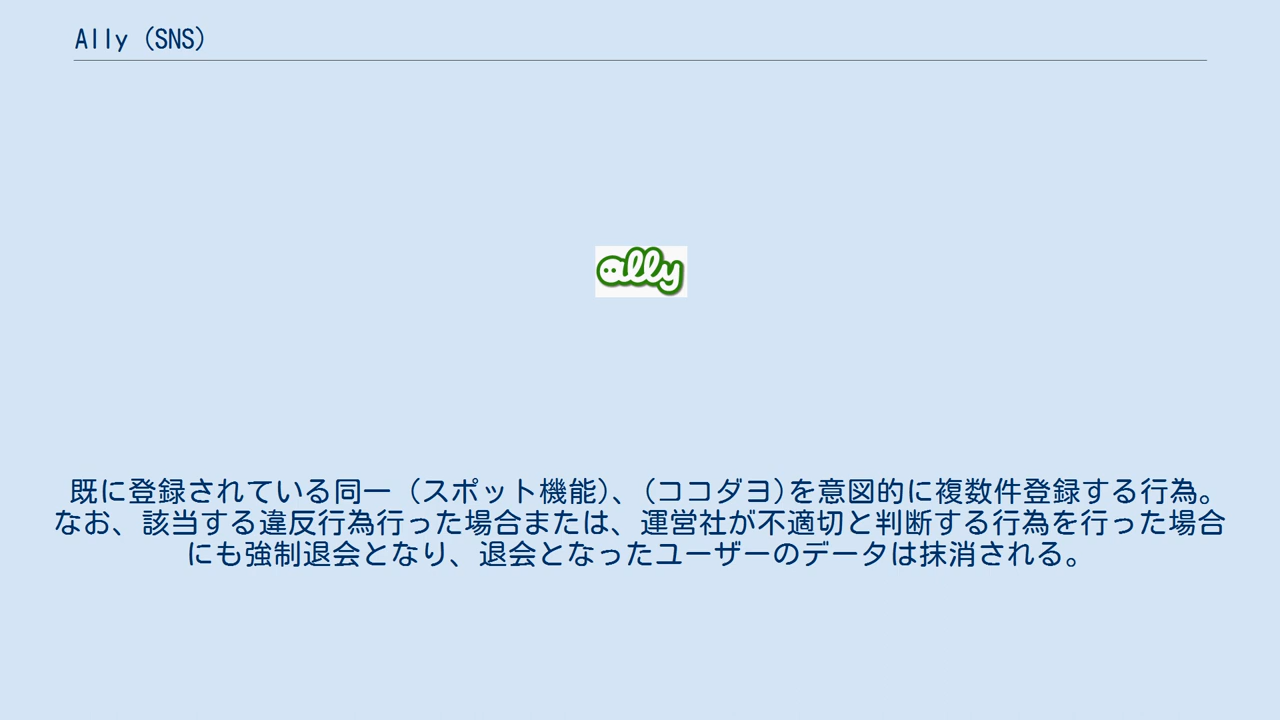 Ally (SNS)
ally
既に登録されている同一（スポット機能）、（ココダヨ）を意図的に複数件登録する行為。
なお、該当する違反行為行った場合または、運営社が不適切と判断する行為を行った場合
にも強制退会となり、退会となったユーザーのデータは抹消される。